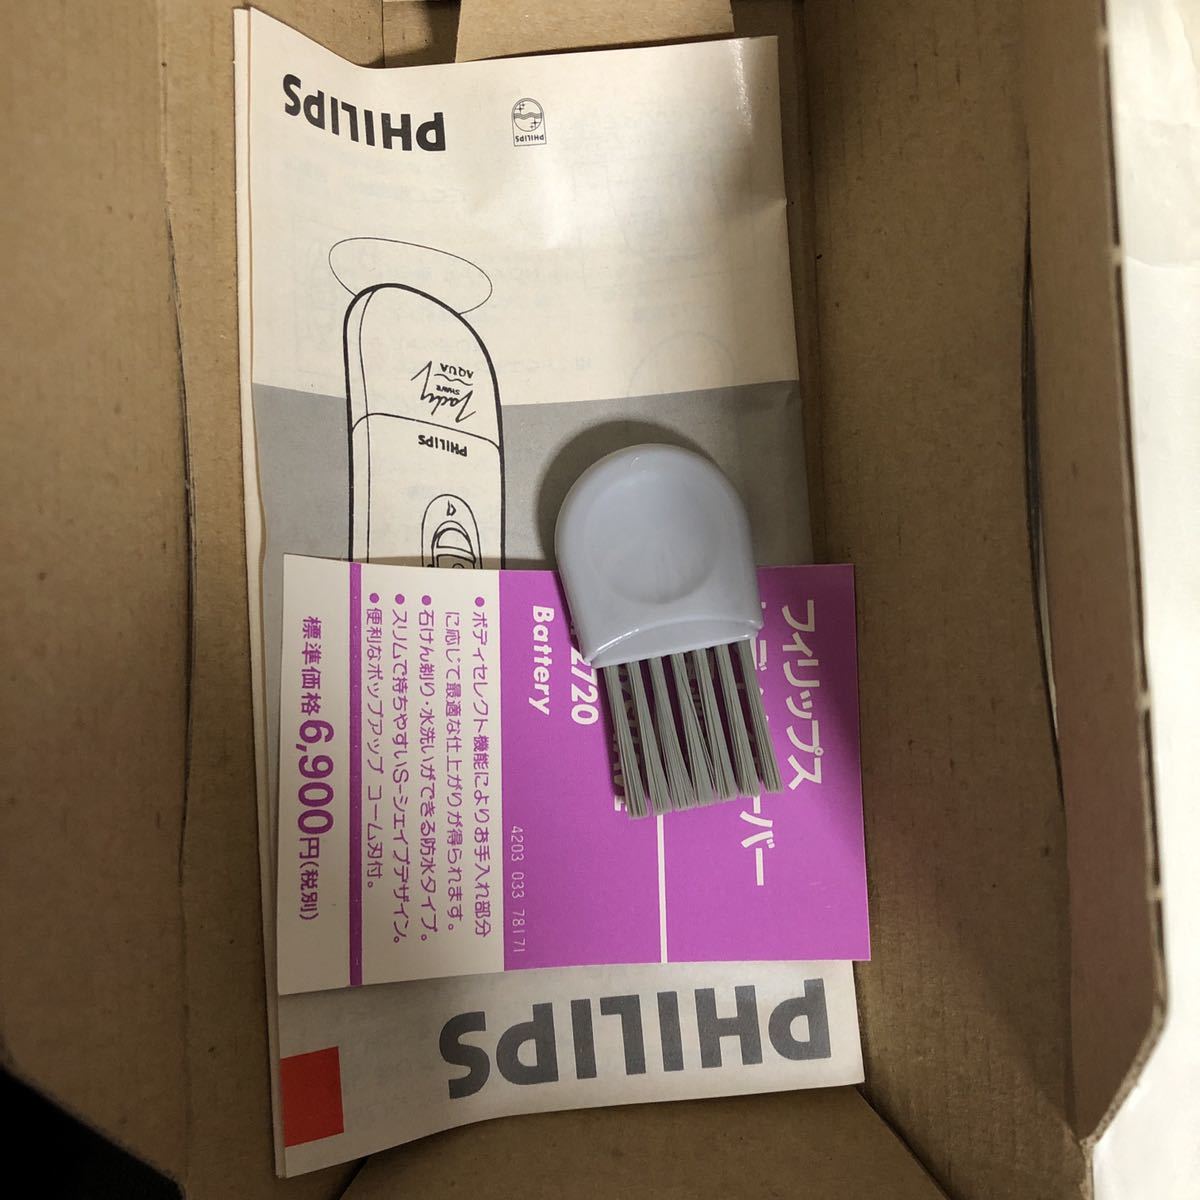 PHILIPS
PHILIPS
Lady
SHAVE
AQUA
PHILIPS
フィリップス
ーバー
720
Battery
4203 033 78171
●ボディセレクト機能によりお手入れ部分
に応じて最適な仕上がりが得られます。
●石けん剃り・水洗いができる防水タイプ。
●スリムで持ちやすいS-シェイプデザイン。
●便利なポップアップ コーム刃付。
標準価格6,900円(税別)
PHILIPS